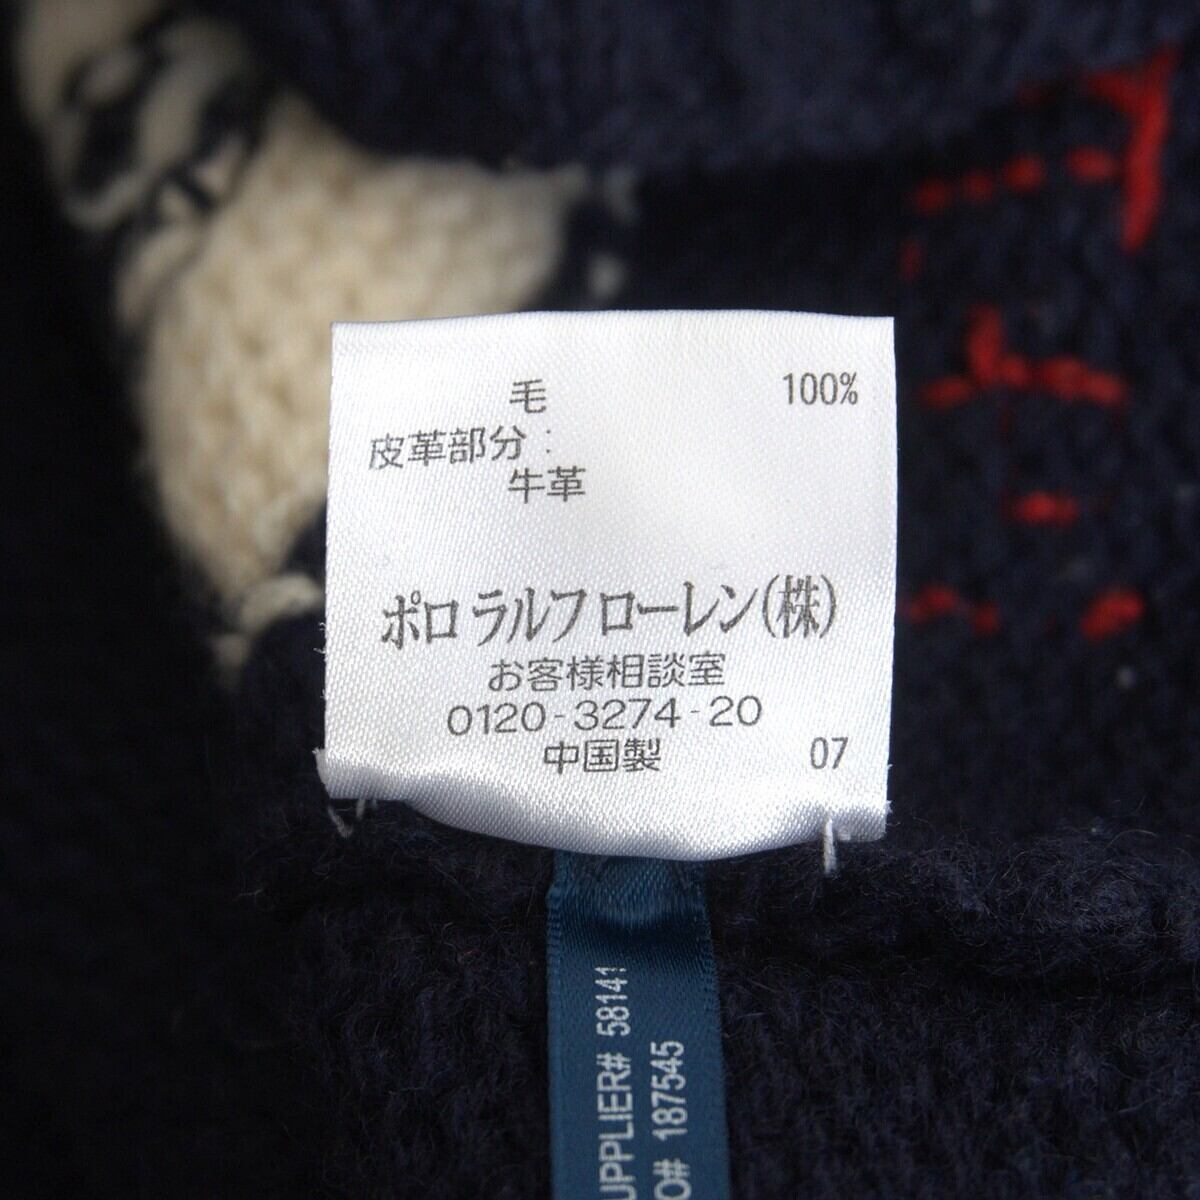 毛 100%
皮革部分:
牛革
ポロ ラルフ ローレン(株)
お客様相談室
0120-3274-20
中国製 07
UPPLIER# 58141
O# 187545